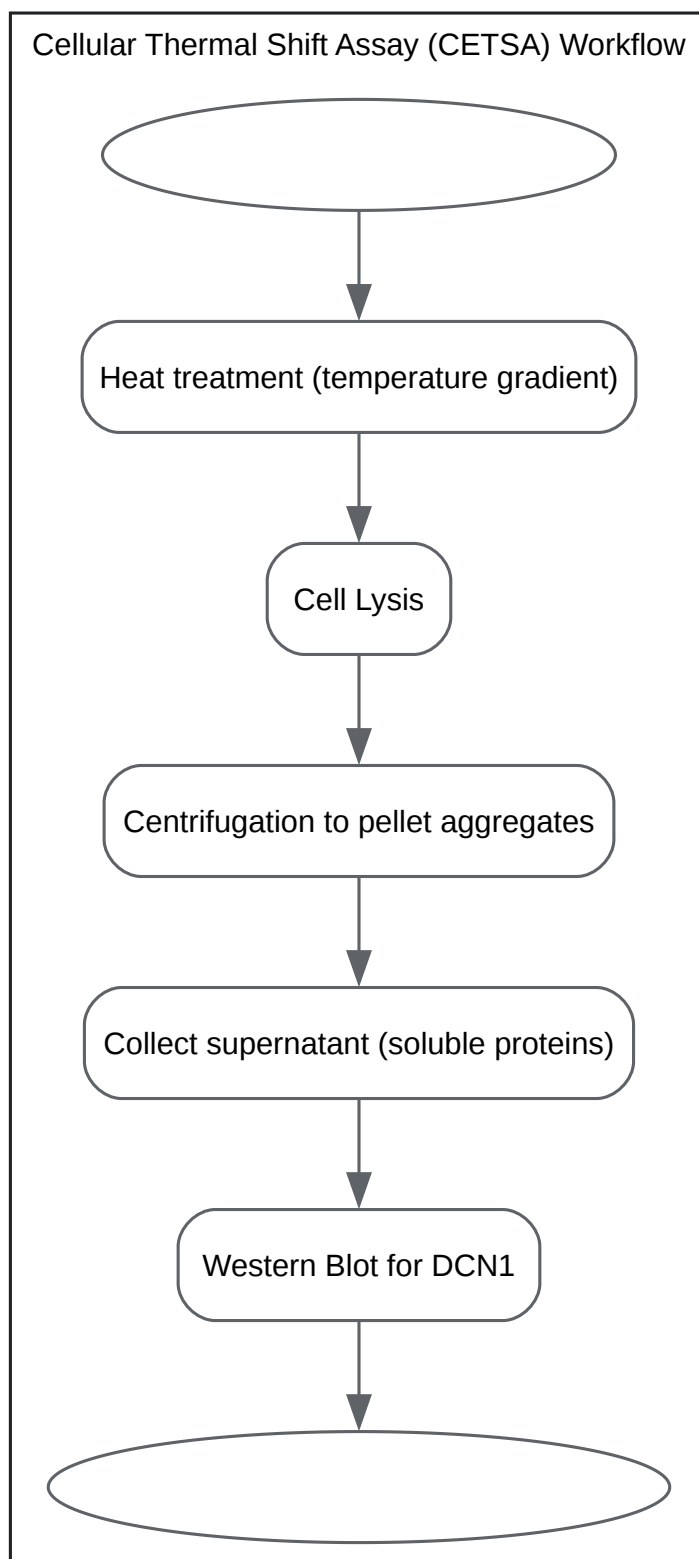 Cellular Thermal Shift Assay (CETSA) Workflow
Heat treatment (temperature gradient)
Cell Lysis
Centrifugation to pellet aggregates
Collect supernatant (soluble proteins)
Western Blot for DCN1